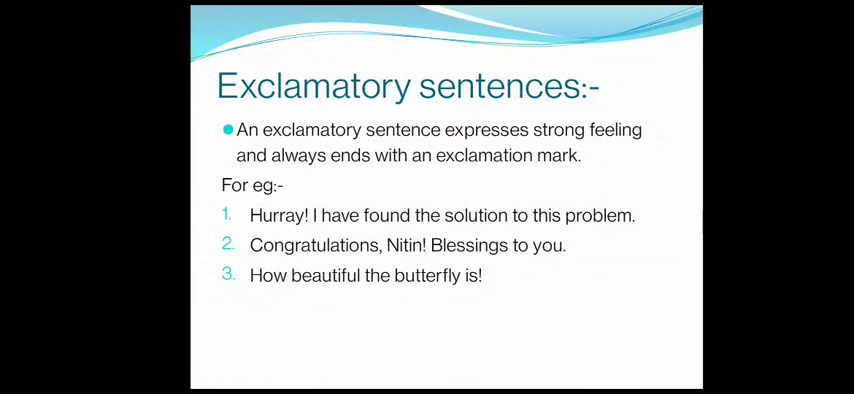 Exclamatory sentences:-
An exclamatory sentence expresses strong feeling
and always ends with an exclamation mark.
For eg:-
1. Hurray! I have found the solution to this problem.
2. Congratulations, Nitin! Blessings to you.
3. How beautiful the butterfly is!